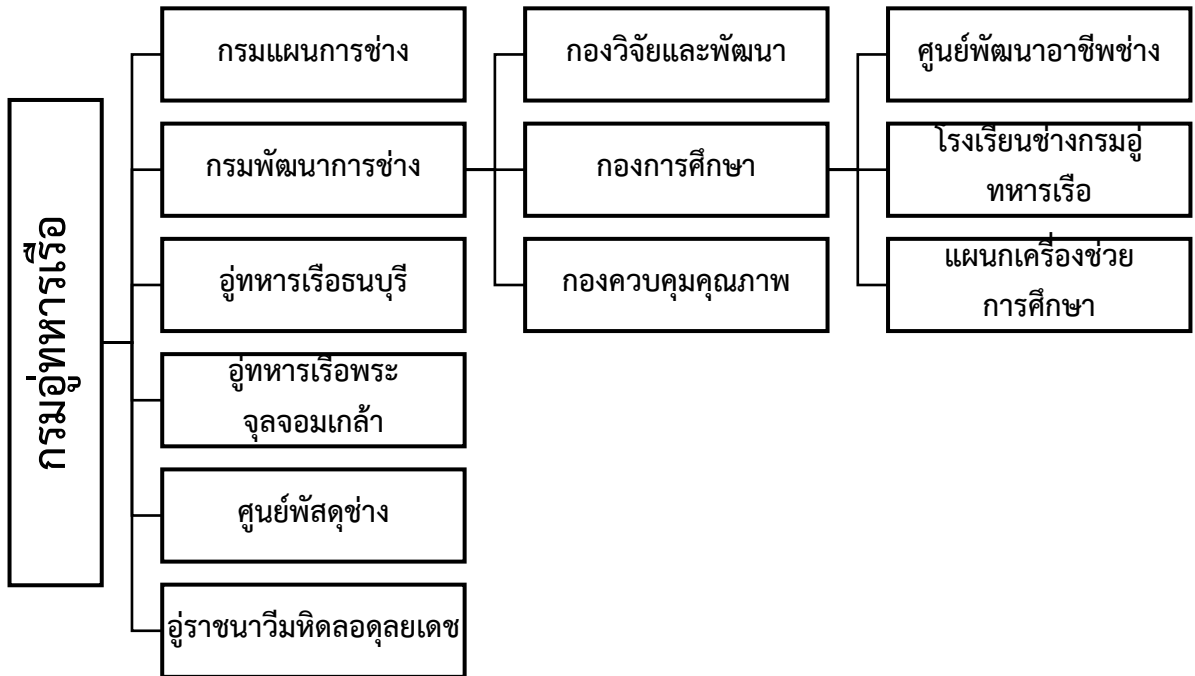 กรมอู่ทหารเรือ
กรมแผนการช่าง
กรมพัฒนาการช่าง
อู่ทหารเรือธนบุรี
อู่ทหารเรือพระ
จุลจอมเกล้า
ศูนย์พัสดุช่าง
อู่ราชนาวีมหิดลอดุลยเดช
กองวิจัยและพัฒนา
กองการศึกษา
กองควบคุมคุณภาพ
ศูนย์พัฒนาอาชีพช่าง
โรงเรียนช่างกรมอู่
ทหารเรือ
แผนกเครื่องช่วย
การศึกษา